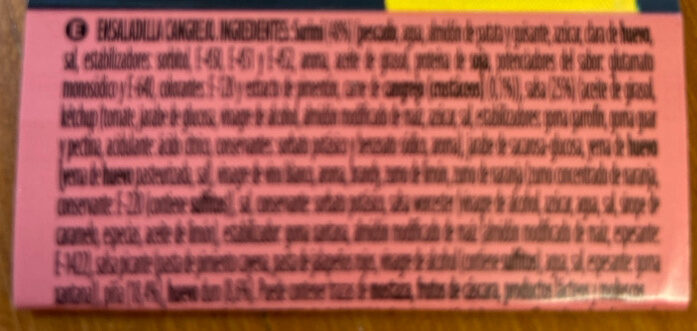 E ENSALADILLA CANGREJO. INGREDIENTES: Surimi (40%) [pescado, agua, almidón de patata y guisante, azúcar, clara de huevo,
sal, estabilizadores: sorbitol, E-450, E-451 y E-452, aroma, aceite de girasol, proteína de soja, potenciadores del sabor: glutamato
monosódico y E-640, colorantes: E-120 y extracto de pimentón, carne de cangrejo (crustáceo) ( ,1%)], salsa (25%) [aceite de girasol,
ketchup (tomate, jarabe de glucosa, vinagre de alcohol, almidón modificado de maíz, azúcar, sal, estabilizadores: goma garrofín, goma guar
y pectina, acidulante: ácido cítrico, conservantes: sorbato potásico y benzoato sódico, aroma), jarabe de sacarosa-glucosa, yema de huevo
(yema de huevo pasteurizada, sal), vinagre de vino blanco, aroma, brandy, zumo de limón, zumo de naranja (zumo concentrado de naranja,
conservante: E- (contiene sulfitos)), sal, conservante: sorbato potásico, salsa worcester (vinagre de alcohol, azúcar, agua, sal, sirope de
caramelo, especias, aceite de limón), estabilizador: goma xantana, almidón modificado de maíz (almidón modificado de maíz, espesante:
E-1422), salsa picante (pasta de pimiento cayena, pasta de jalapeños rojos, vinagre de alcohol (contiene sulfitos), agua, sal, espesante: goma
xantana)], piña ( ,4%), huevo duro ( ,6%). Puede contener trazas de mostaza, frutos de cáscara, productos lácteos y moluscos.